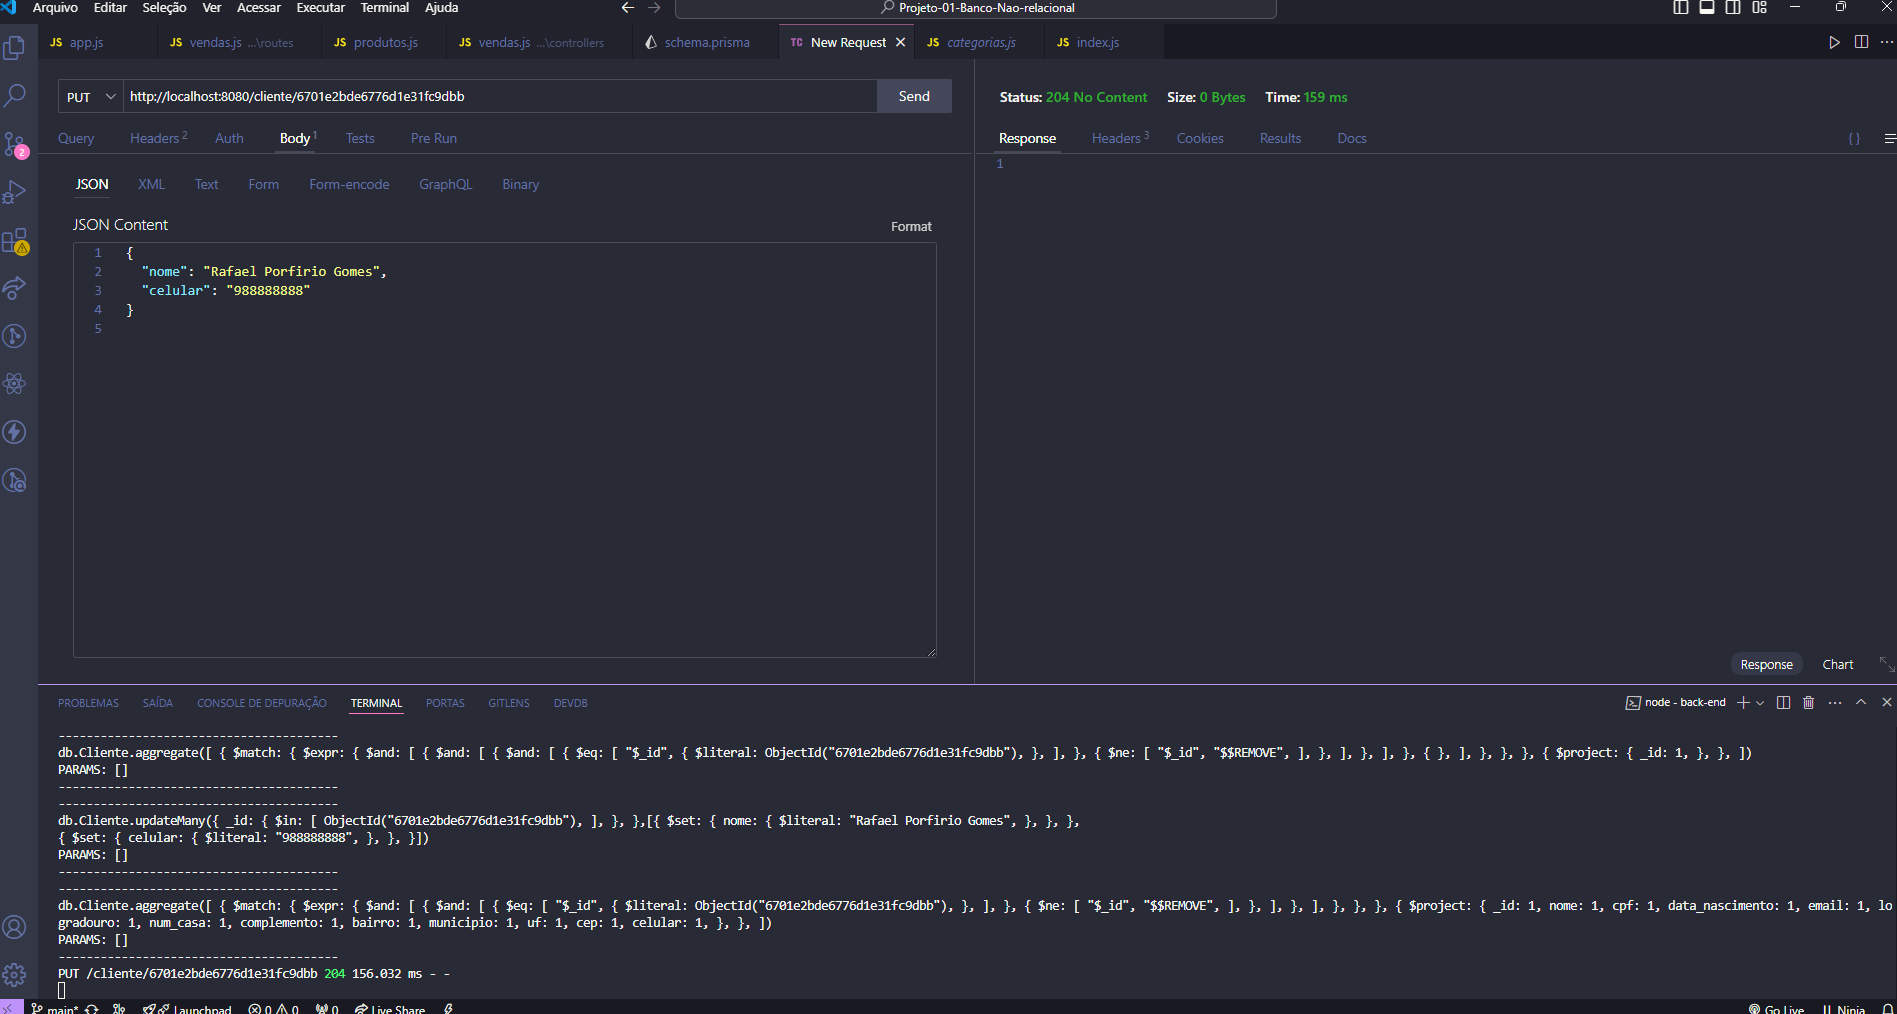 Arquivo Editar Seleção Ver Acessar Executar Terminal Ajuda Projeto-01-Banco-Nao-relacional
JS app.js JS vendas.js ...\routes JS produtos.js JS vendas.js ...\controllers schema.prisma TC New Request JS categorias.js JS index.js
PUT http://localhost:8080/cliente/6701e2bde6776d1e31fc9dbb Send
Status: 204 No Content Size: 0 Bytes Time: 159 ms
Query Headers 2 Auth Body 1 Tests Pre Run
Response Headers 3 Cookies Results Docs { }
1
JSON XML Text Form Form-encode GraphQL Binary
JSON Content Format
1 {
2 "nome": "Rafael Porfirio Gomes",
3 "celular": "988888888"
4 }
5
2
Response Chart
PROBLEMAS SAÍDA CONSOLE DE DEPURAÇÃO TERMINAL PORTAS GITLENS DEVDB node - back-end
----------------------------------------
db.Cliente.aggregate([ { $match: { $expr: { $and: [ { $and: [ { $and: [ { $eq: [ "$_id", { $literal: ObjectId("6701e2bde6776d1e31fc9dbb"), }, ], }, { $ne: [ "$_id", "$$REMOVE", ], }, ], }, ], }, { }, ], }, }, }, { $project: { _id: 1, }, }, ])
PARAMS: []
----------------------------------------
----------------------------------------
db.Cliente.updateMany({ _id: { $in: [ ObjectId("6701e2bde6776d1e31fc9dbb"), ], }, },[{ $set: { nome: { $literal: "Rafael Porfirio Gomes", }, }, },
{ $set: { celular: { $literal: "988888888", }, }, }])
PARAMS: []
----------------------------------------
----------------------------------------
db.Cliente.aggregate([ { $match: { $expr: { $and: [ { $and: [ { $eq: [ "$_id", { $literal: ObjectId("6701e2bde6776d1e31fc9dbb"), }, ], }, { $ne: [ "$_id", "$$REMOVE", ], }, ], }, ], }, }, }, { $project: { _id: 1, nome: 1, cpf: 1, data_nascimento: 1, email: 1, lo
gradouro: 1, num_casa: 1, complemento: 1, bairro: 1, municipio: 1, uf: 1, cep: 1, celular: 1, }, }, ])
PARAMS: []
----------------------------------------
PUT /cliente/6701e2bde6776d1e31fc9dbb 204 156.032 ms - -
main* Launchpad 0 0 0 Live Share Go Live Ninja